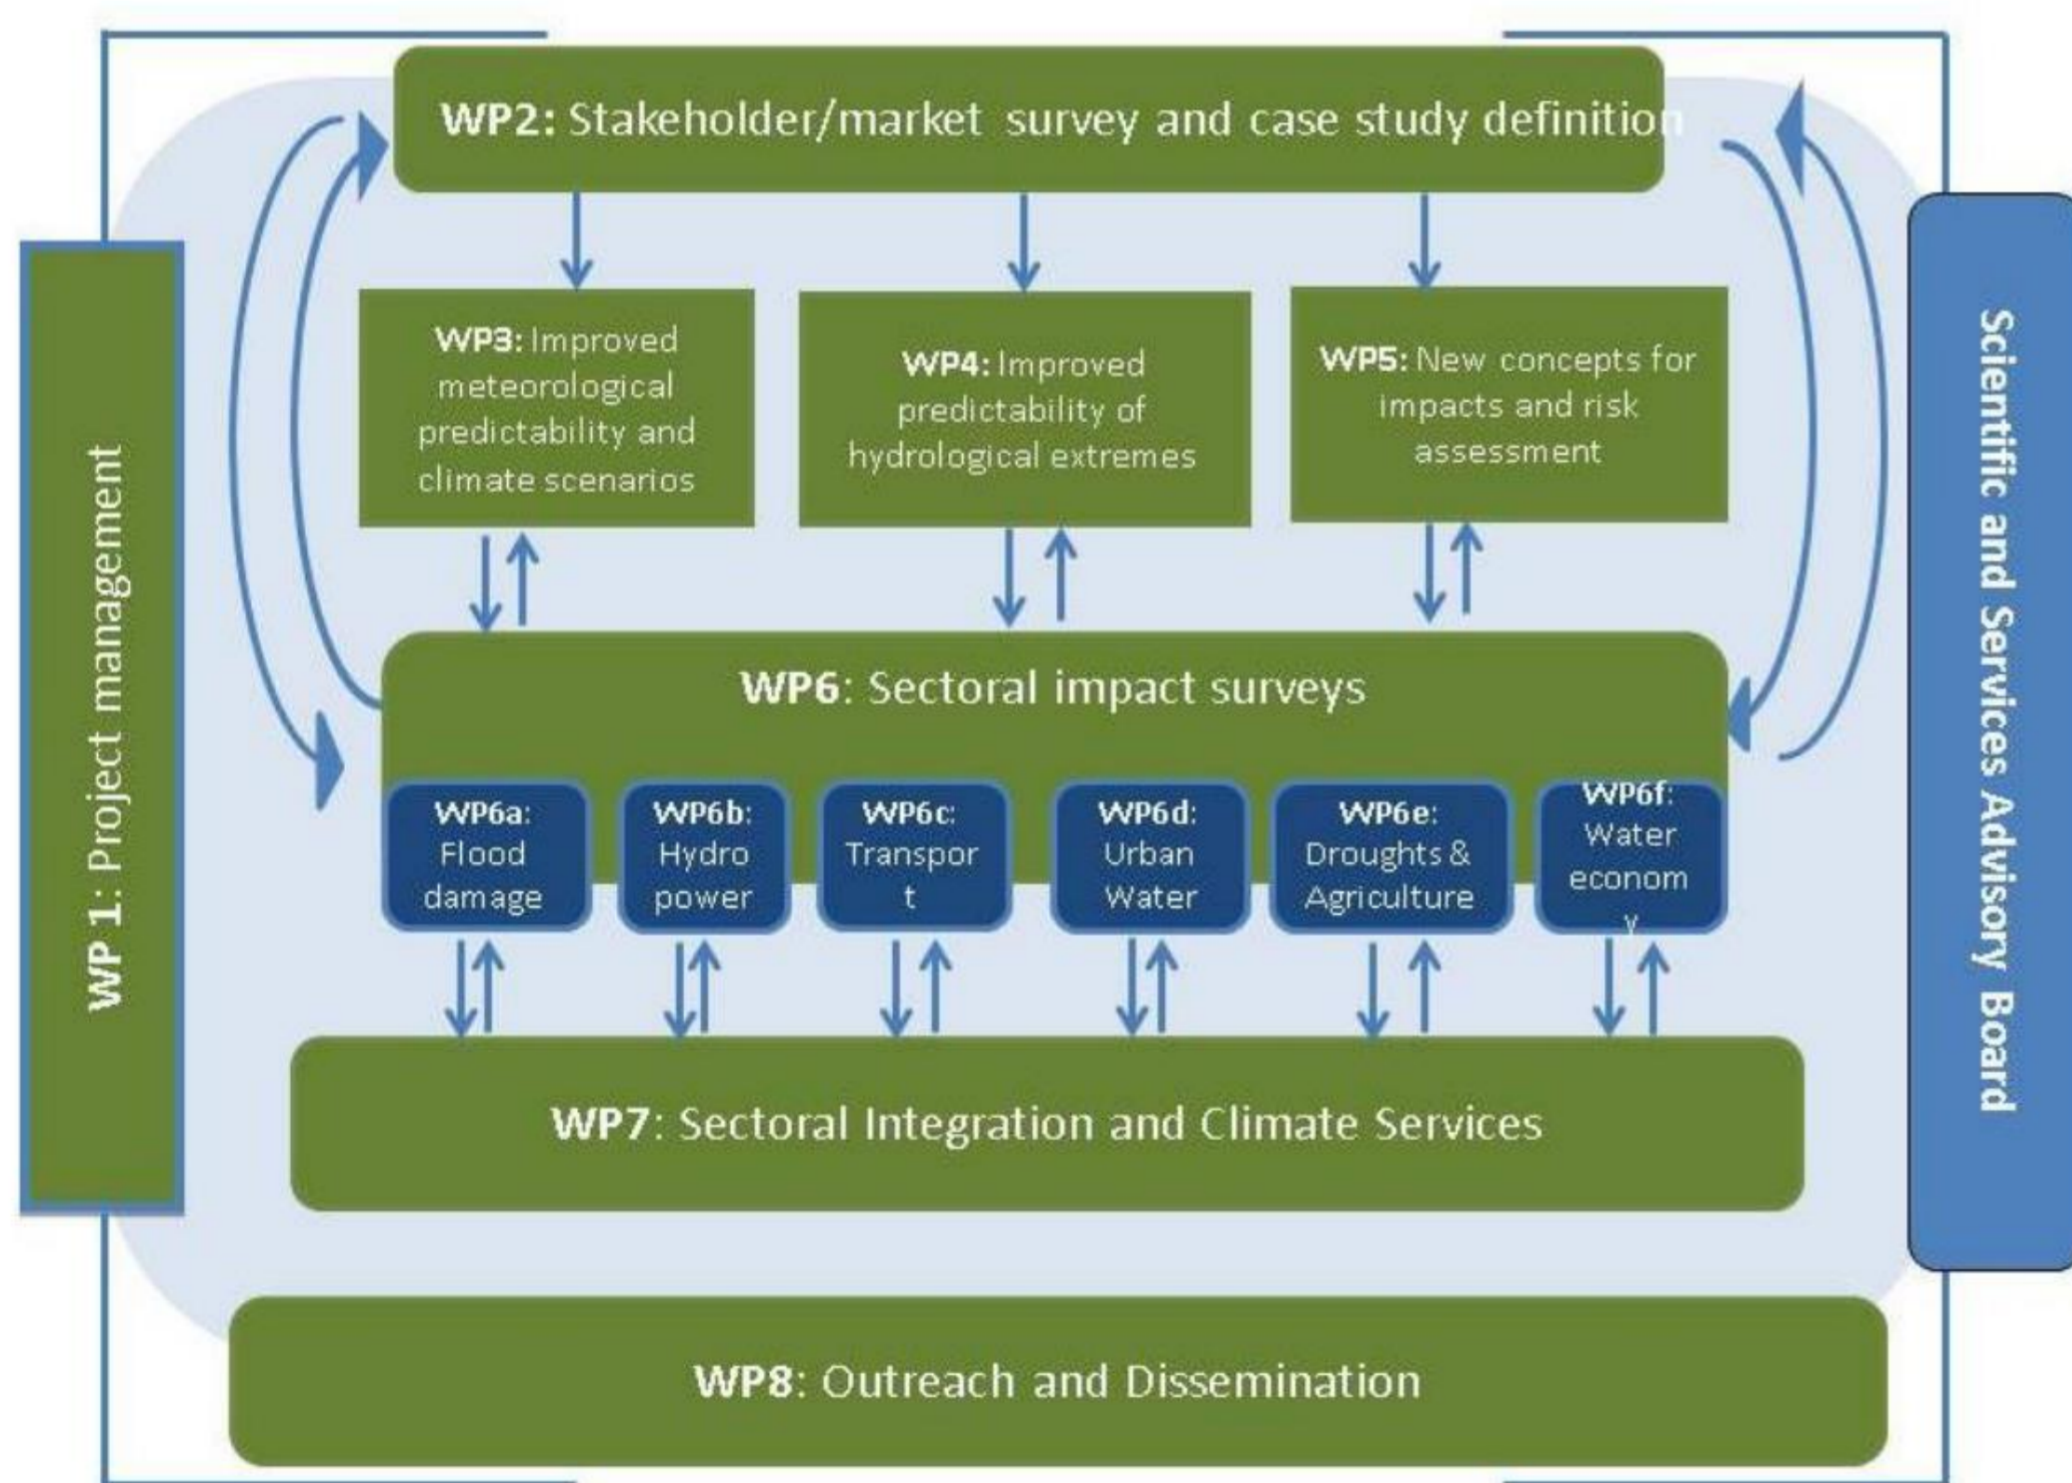 WP2: Stakeholder/market survey and case study definition
WP 1: Project management
WP3: Improved
meteorological
predictability and
climate scenarios
WP4: Improved
predictability of
hydrological extremes
WP5: New concepts for
impacts and risk
assessment
Scientific and Services Advisory Board
WP6: Sectoral impact surveys
WP6a:
Flood
damage
WP6b:
Hydro
power
WP6c:
Transpor
t
WP6d:
Urban
Water
WP6e:
Droughts &
Agriculture
WP6f:
Water
econom
y
WP7: Sectoral Integration and Climate Services
WP8: Outreach and Dissemination